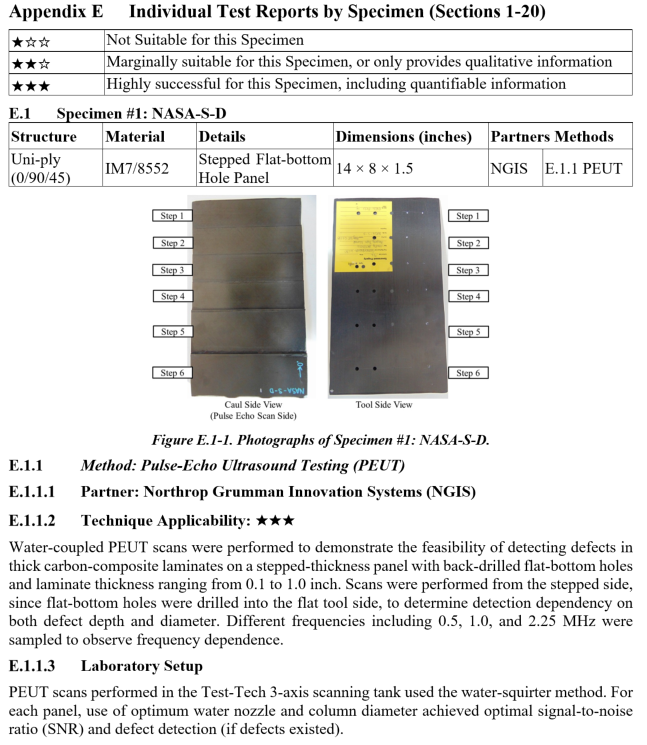 Appendix E Individual Test Reports by Specimen (Sections 1-20)
★☆☆ Not Suitable for this Specimen
★★☆ Marginally suitable for this Specimen, or only provides qualitative information
★★★ Highly successful for this Specimen, including quantifiable information
E.1 Specimen #1: NASA-S-D
Structure Material Details Dimensions (inches) Partners Methods
Uni-ply (0/90/45) IM7/8552 Stepped Flat-bottom Hole Panel 14 × 8 × 1.5 NGIS E.1.1 PEUT
Step 1 Step 1
Step 2 Step 2
Step 3 Step 3
Step 4 Step 4
Step 5 Step 5
Step 6 Step 6
NASA-S-D
Caul Side View
(Pulse Echo Scan Side)
Tool Side View
Figure E.1-1. Photographs of Specimen #1: NASA-S-D.
E.1.1 Method: Pulse-Echo Ultrasound Testing (PEUT)
E.1.1.1 Partner: Northrop Grumman Innovation Systems (NGIS)
E.1.1.2 Technique Applicability: ★★★
Water-coupled PEUT scans were performed to demonstrate the feasibility of detecting defects in
thick carbon-composite laminates on a stepped-thickness panel with back-drilled flat-bottom holes
and laminate thickness ranging from 0.1 to 1.0 inch. Scans were performed from the stepped side,
since flat-bottom holes were drilled into the flat tool side, to determine detection dependency on
both defect depth and diameter. Different frequencies including 0.5, 1.0, and 2.25 MHz were
sampled to observe frequency dependence.
E.1.1.3 Laboratory Setup
PEUT scans performed in the Test-Tech 3-axis scanning tank used the water-squirter method. For
each panel, use of optimum water nozzle and column diameter achieved optimal signal-to-noise
ratio (SNR) and defect detection (if defects existed).